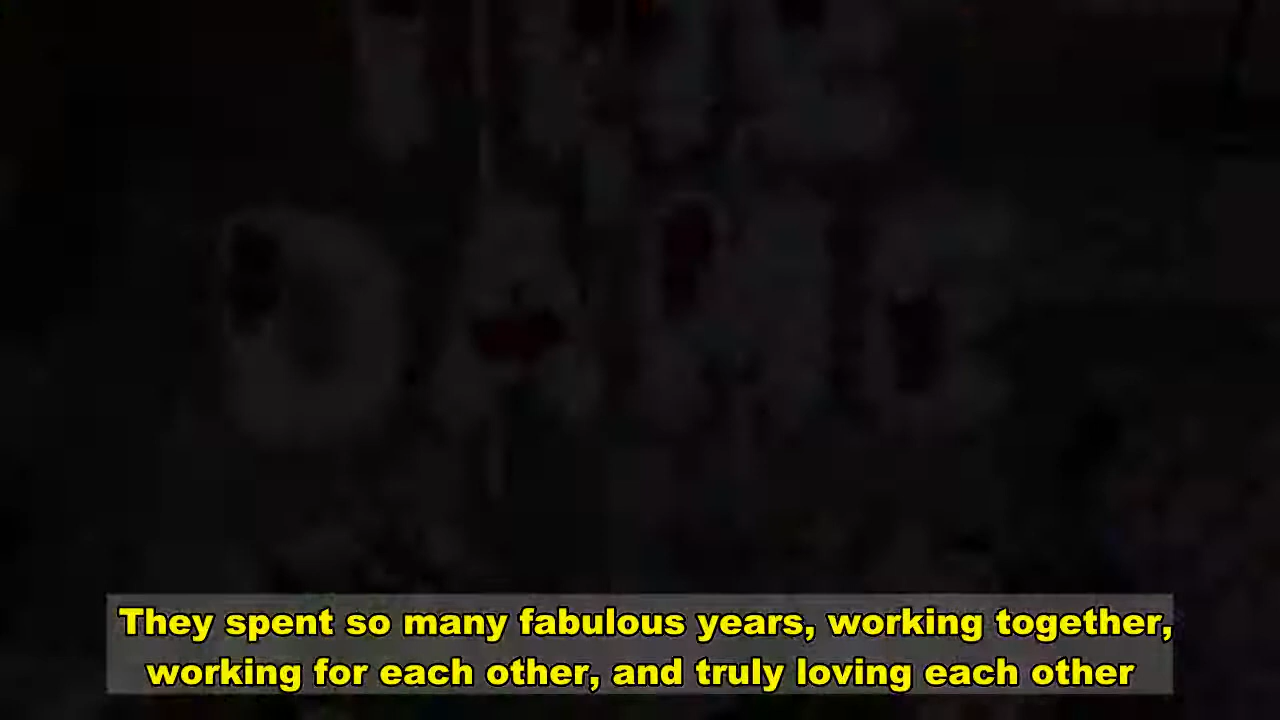 They spent so many fabulous years, working together,
working for each other, and truly loving each other